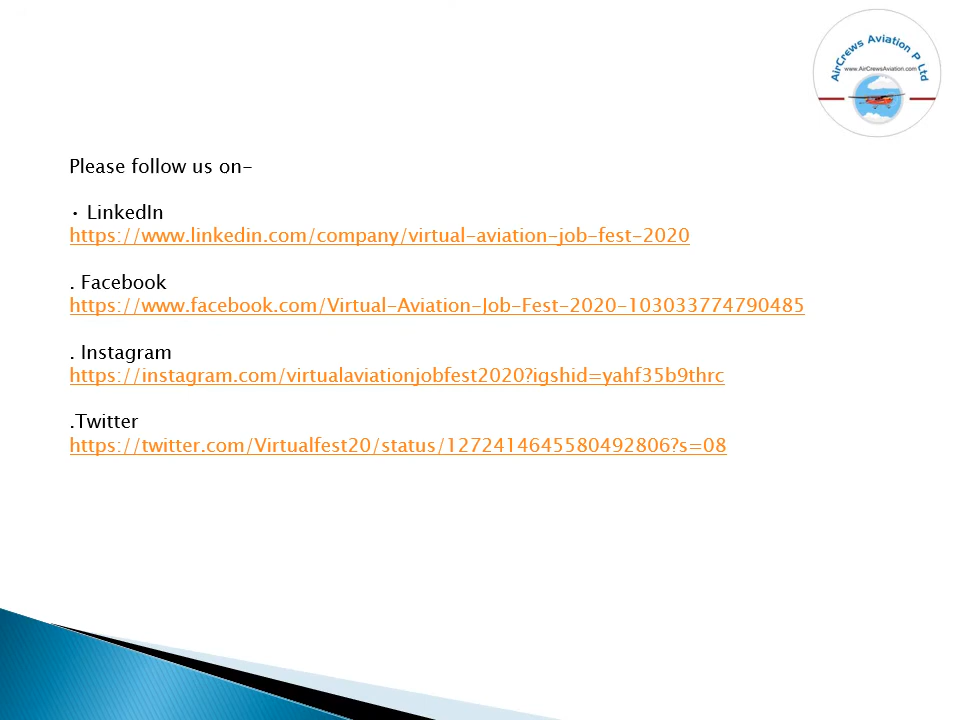 AirCrews Aviation P Ltd
www.AirCrewsAviation.com
Please follow us on-
• LinkedIn
https://www.linkedin.com/company/virtual-aviation-job-fest-2020
. Facebook
https://www.facebook.com/Virtual-Aviation-Job-Fest-2020-103033774790485
. Instagram
https://instagram.com/virtualaviationjobfest2020?igshid=yahf35b9thrc
.Twitter
https://twitter.com/Virtualfest20/status/1272414645580492806?s=08